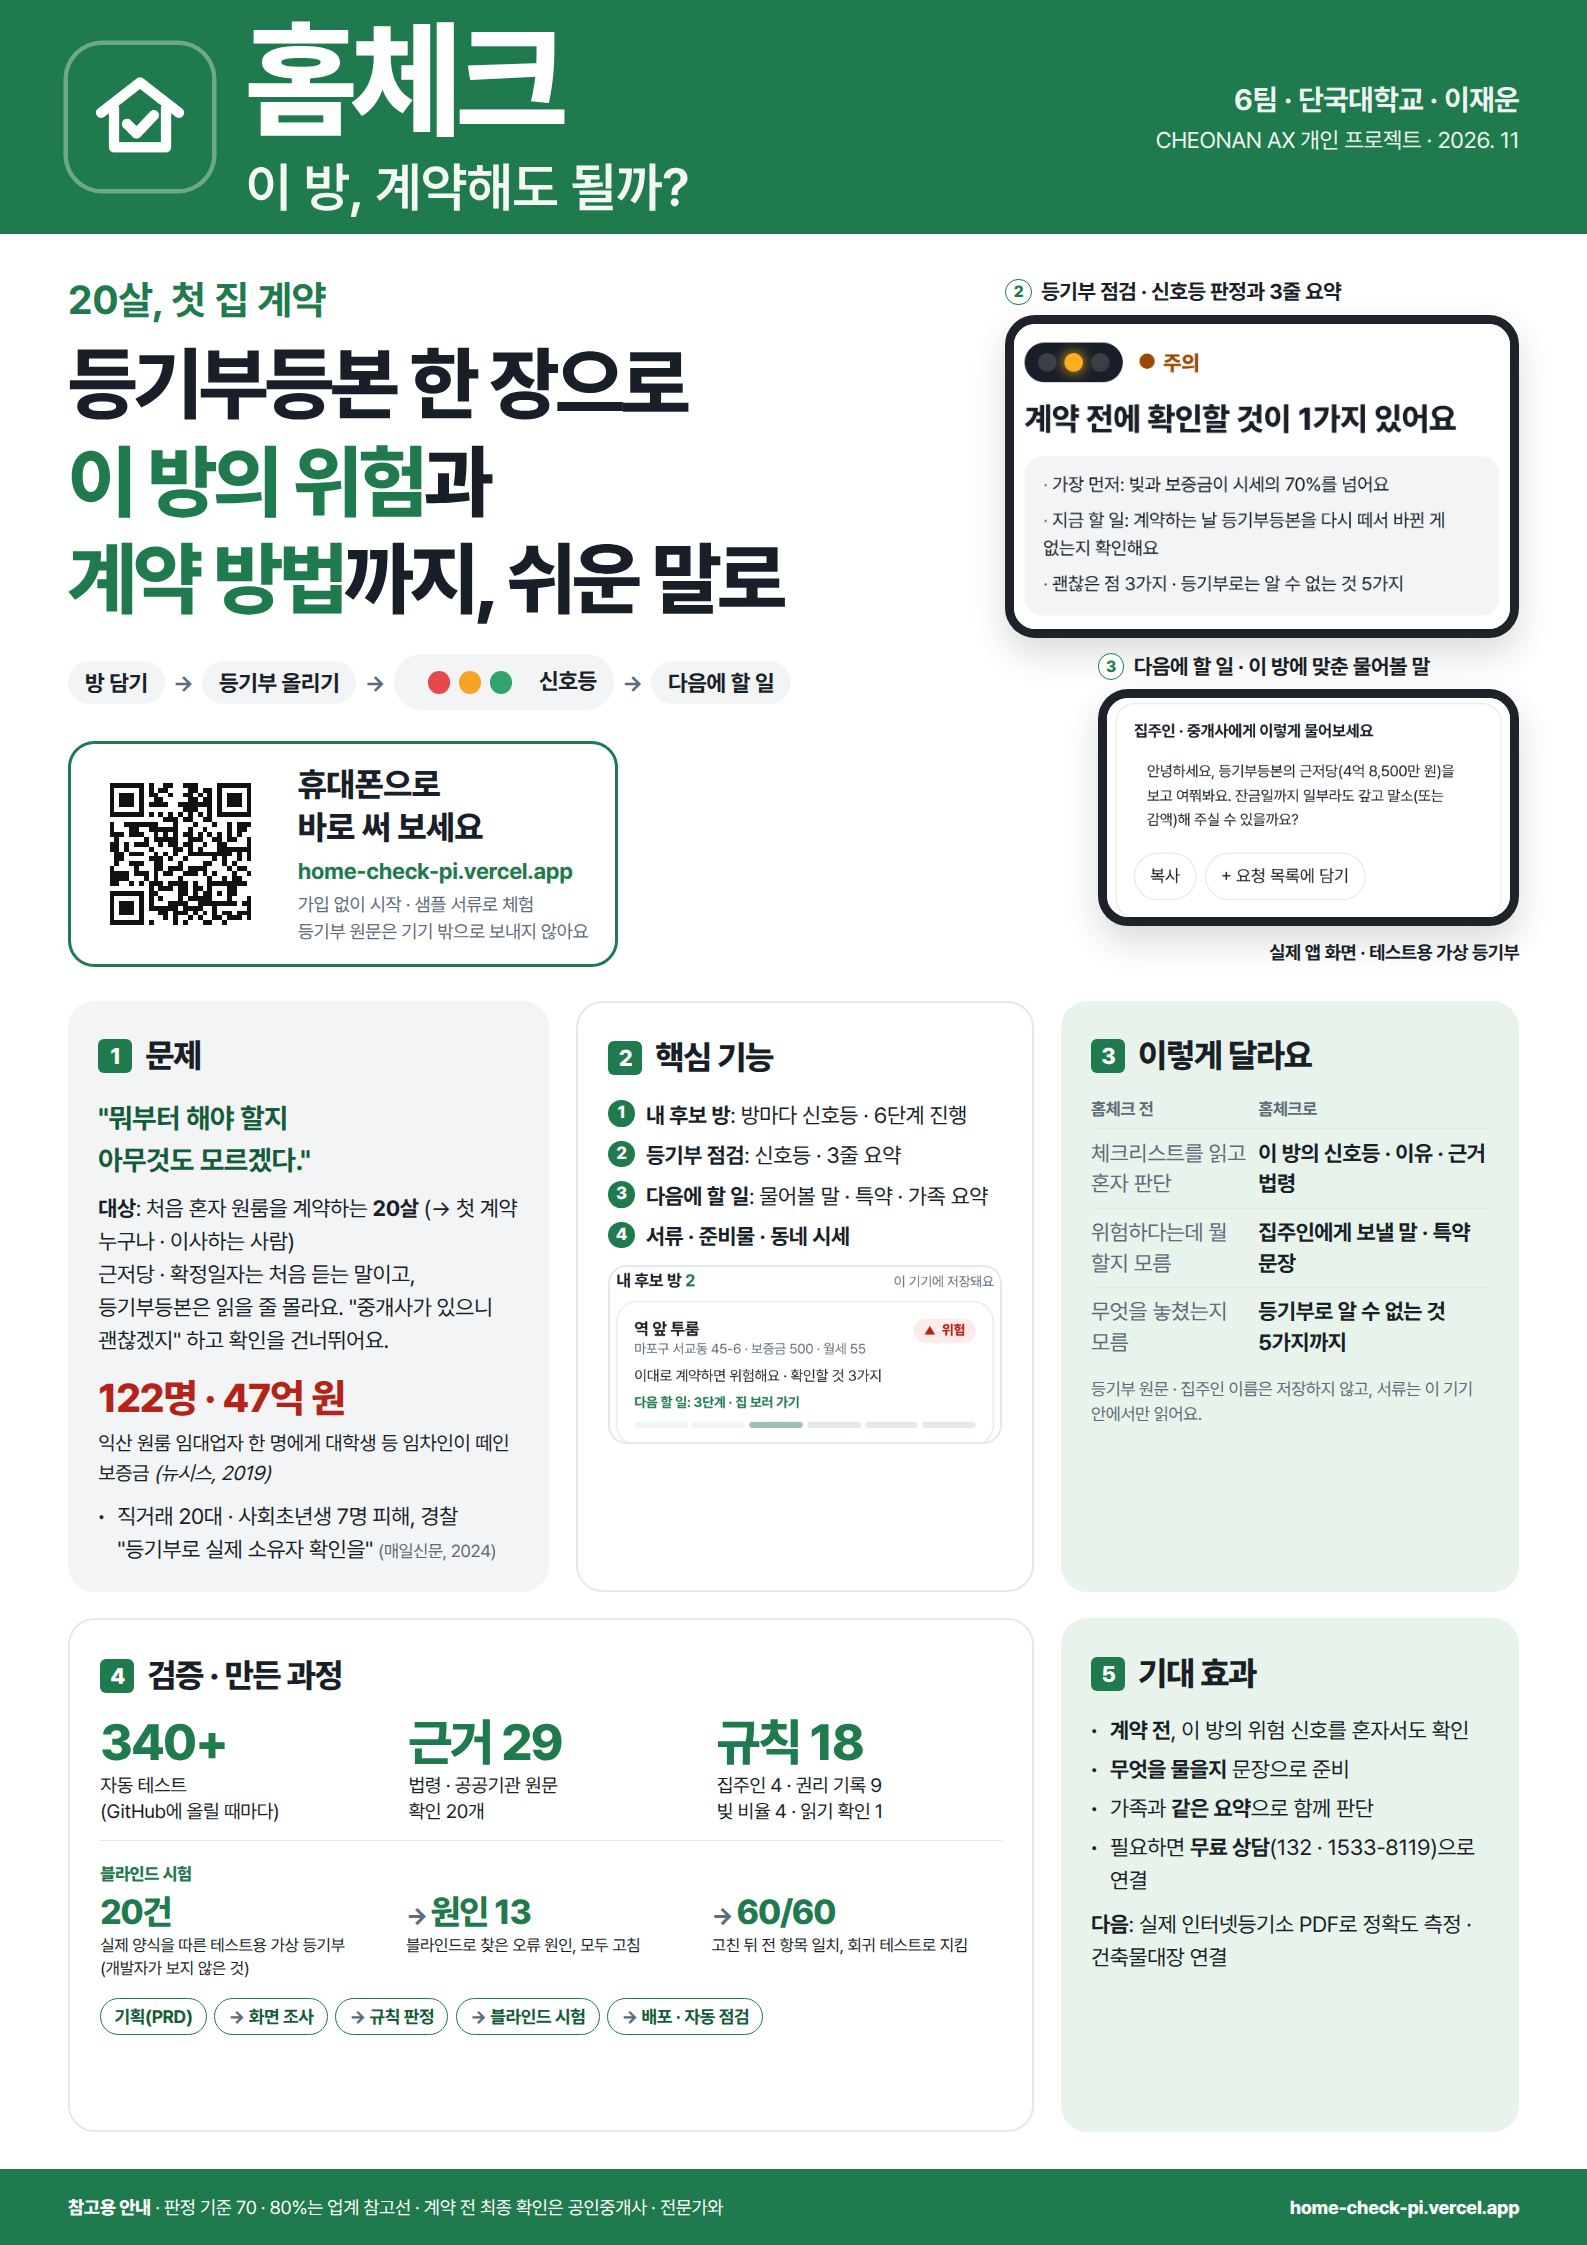 홈체크
이 방, 계약해도 될까?
6팀 · 단국대학교 · 이재운
CHEONAN AX 개인 프로젝트 · 2026. 11
20살, 첫 집 계약
등기부등본 한 장으로
이 방의 위험과
계약 방법까지, 쉬운 말로
방 담기 → 등기부 올리기 → 신호등 → 다음에 할 일
휴대폰으로
바로 써 보세요
home-check-pi.vercel.app
가입 없이 시작 · 샘플 서류로 체험
등기부 원문은 기기 밖으로 보내지 않아요
② 등기부 점검 · 신호등 판정과 3줄 요약
주의
계약 전에 확인할 것이 1가지 있어요
· 가장 먼저: 빚과 보증금이 시세의 70%를 넘어요
· 지금 할 일: 계약하는 날 등기부등본을 다시 떼서 바뀐 게
없는지 확인해요
· 괜찮은 점 3가지 · 등기부로는 알 수 없는 것 5가지
③ 다음에 할 일 · 이 방에 맞춘 물어볼 말
집주인 · 중개사에게 이렇게 물어보세요
안녕하세요, 등기부등본의 근저당(4억 8,500만 원)을
보고 여쭤봐요. 잔금일까지 일부라도 갚고 말소(또는
감액)해 주실 수 있을까요?
복사
+ 요청 목록에 담기
실제 앱 화면 · 테스트용 가상 등기부
1 문제
"뭐부터 해야 할지
아무것도 모르겠다."
대상: 처음 혼자 원룸을 계약하는 20살 (→ 첫 계약
누구나 · 이사하는 사람)
근저당 · 확정일자는 처음 듣는 말이고,
등기부등본은 읽을 줄 몰라요. "중개사가 있으니
괜찮겠지" 하고 확인을 건너뛰어요.
122명 · 47억 원
익산 원룸 임대업자 한 명에게 대학생 등 임차인이 떼인
보증금 (뉴시스, 2019)
• 직거래 20대 · 사회초년생 7명 피해, 경찰
"등기부로 실제 소유자 확인을" (매일신문, 2024)
2 핵심 기능
1 내 후보 방: 방마다 신호등 · 6단계 진행
2 등기부 점검: 신호등 · 3줄 요약
3 다음에 할 일: 물어볼 말 · 특약 · 가족 요약
4 서류 · 준비물 · 동네 시세
내 후보 방 2
이 기기에 저장돼요
역 앞 투룸
▲ 위험
마포구 서교동 45-6 · 보증금 500 · 월세 55
이대로 계약하면 위험해요 · 확인할 것 3가지
다음 할 일: 3단계 · 집 보러 가기
3 이렇게 달라요
홈체크 전 홈체크로
체크리스트를 읽고 이 방의 신호등 · 이유 · 근거
혼자 판단 법령
위험하다는데 뭘 집주인에게 보낼 말 · 특약
할지 모름 문장
무엇을 놓쳤는지 등기부로 알 수 없는 것
모름 5가지까지
등기부 원문 · 집주인 이름은 저장하지 않고, 서류는 이 기기
안에서만 읽어요.
4 검증 · 만든 과정
340+ 근거 29 규칙 18
자동 테스트 법령 · 공공기관 원문 집주인 4 · 권리 기록 9
(GitHub에 올릴 때마다) 확인 20개 빚 비율 4 · 읽기 확인 1
블라인드 시험
20건 → 원인 13 → 60/60
실제 양식을 따른 테스트용 가상 등기부 블라인드로 찾은 오류 원인, 모두 고침 고친 뒤 전 항목 일치, 회귀 테스트로 지킴
(개발자가 보지 않은 것)
기획(PRD) → 화면 조사 → 규칙 판정 → 블라인드 시험 → 배포 · 자동 점검
5 기대 효과
• 계약 전, 이 방의 위험 신호를 혼자서도 확인
• 무엇을 물을지 문장으로 준비
• 가족과 같은 요약으로 함께 판단
• 필요하면 무료 상담(132 · 1533-8119)으로
연결
다음: 실제 인터넷등기소 PDF로 정확도 측정 ·
건축물대장 연결
참고용 안내 · 판정 기준 70 · 80%는 업계 참고선 · 계약 전 최종 확인은 공인중개사 · 전문가와
home-check-pi.vercel.app